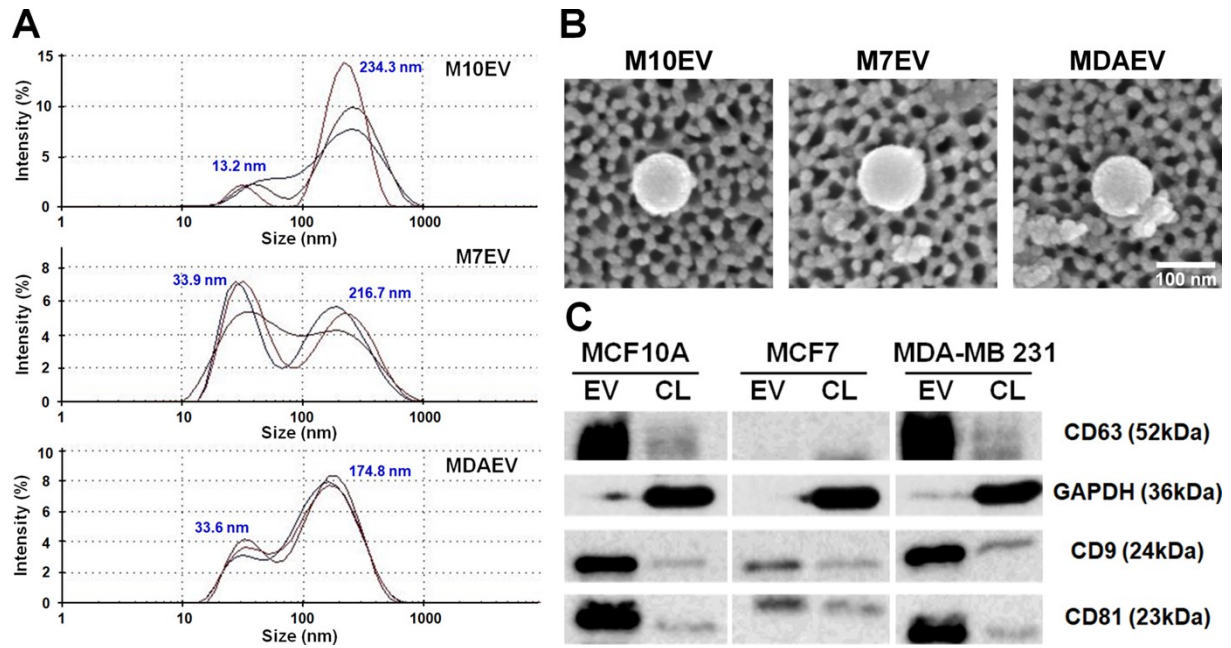 A
15
10
5
0
Intensity (%)
M10EV
234.3 nm
13.2 nm
1 10 100 1000
Size (nm)
8
6
4
2
0
Intensity (%)
M7EV
33.9 nm
216.7 nm
1 10 100 1000
Size (nm)
10
8
6
4
2
0
Intensity (%)
MDAEV
174.8 nm
33.6 nm
1 10 100 1000
Size (nm)
B
M10EV M7EV MDAEV
100 nm
C
MCF10A MCF7 MDA-MB 231
EV CL EV CL EV CL
CD63 (52kDa)
GAPDH (36kDa)
CD9 (24kDa)
CD81 (23kDa)